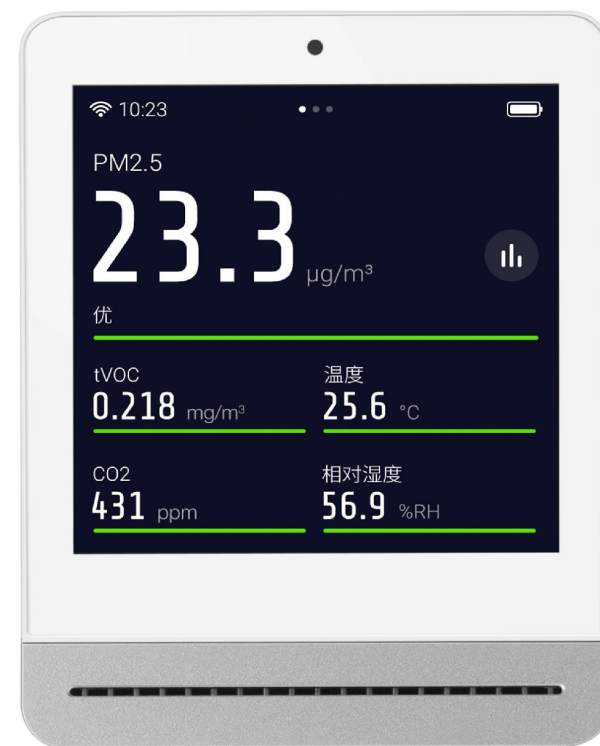 10:23
PM2.5
23.3 μg/m³
优
tVOC
0.218 mg/m³
温度
25.6 °C
CO2
431 ppm
相对湿度
56.9 %RH